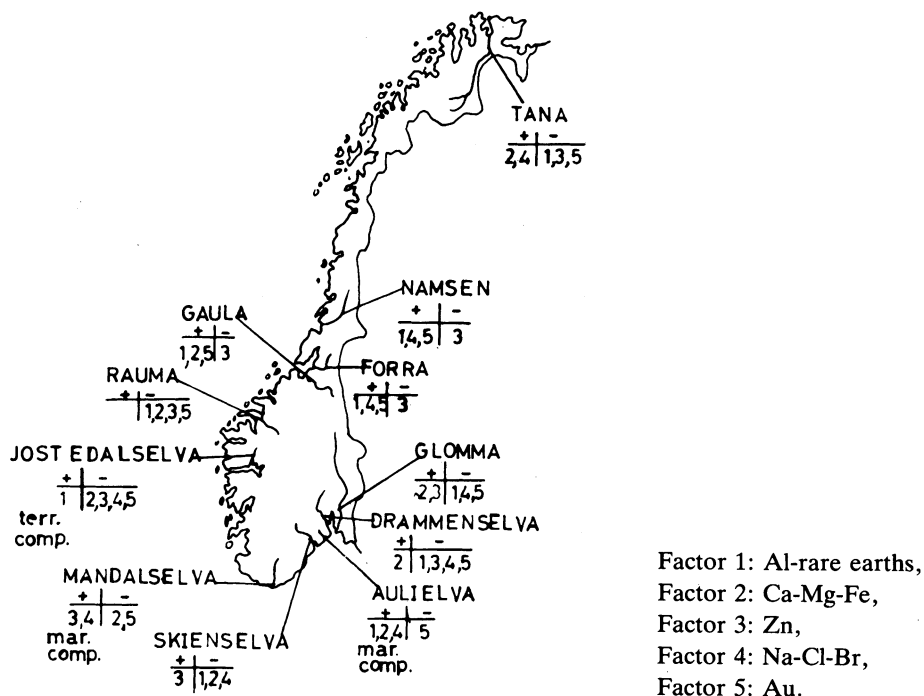 TANA
+ -
2,4 1,3,5
NAMSEN
+ -
1,4,5 3
GAULA
+ -
1,2,5 3
FORRA
+ -
1,4,5 3
RAUMA
+ -
1,2,3,5
JOSTEDALSELVA
+ -
1 2,3,4,5
terr.
comp.
GLOMMA
+ -
2,3 1,4,5
DRAMMENSELVA
+ -
2 1,3,4,5
MANDALSELVA
+ -
3,4 2,5
mar.
comp.
AULIELVA
+ -
1,2,4 5
mar.
comp.
SKIENSELVA
+ -
3 1,2,4
Factor 1: Al-rare earths,
Factor 2: Ca-Mg-Fe,
Factor 3: Zn,
Factor 4: Na-Cl-Br,
Factor 5: Au.